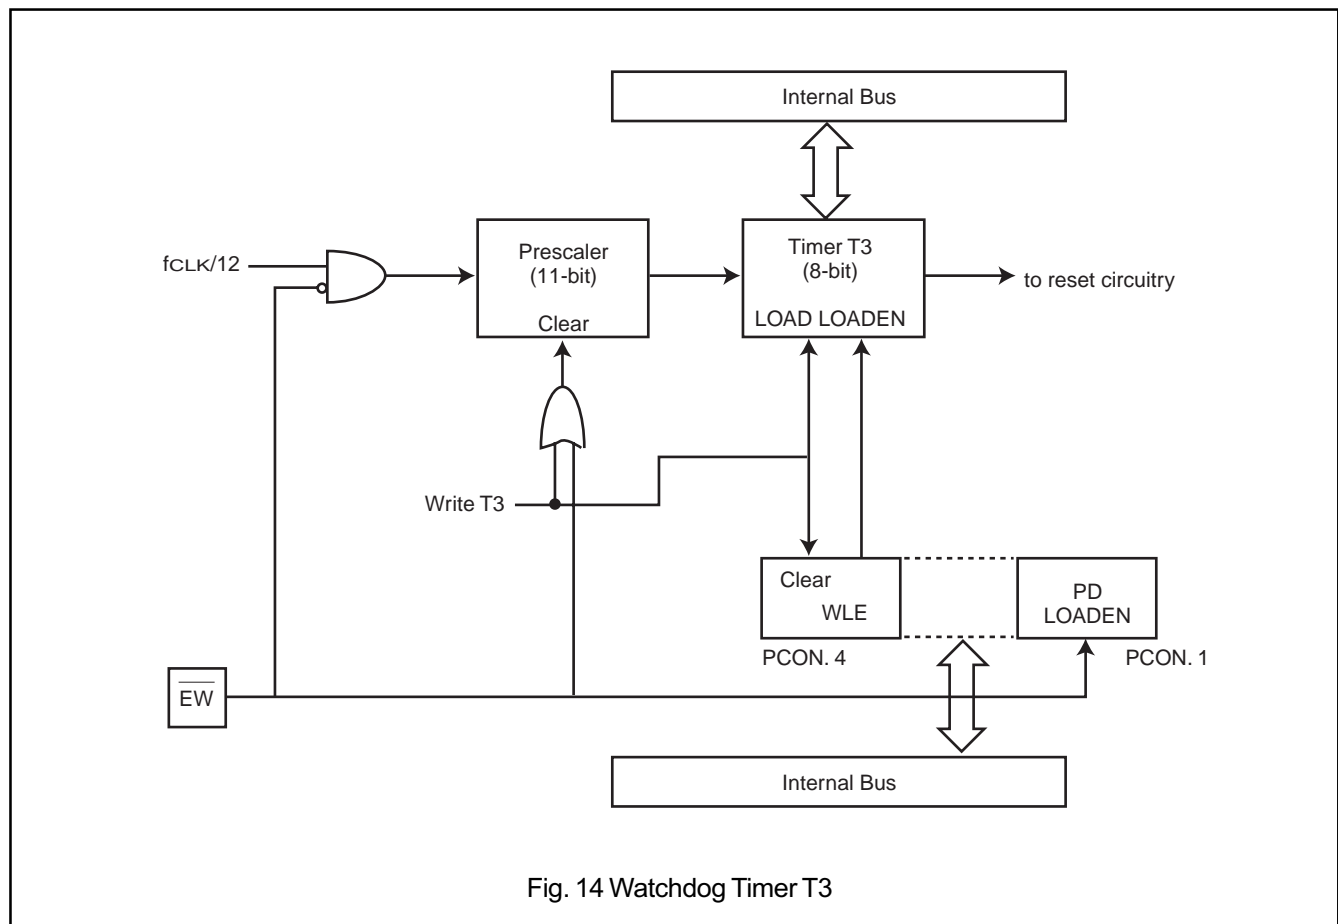 Internal Bus
fCLK/12
Prescaler
(11-bit)
Clear
Timer T3
(8-bit)
LOAD LOADEN
to reset circuitry
Write T3
Clear
WLE
PD
LOADEN
PCON. 4
PCON. 1
EW
Internal Bus
Fig. 14 Watchdog Timer T3